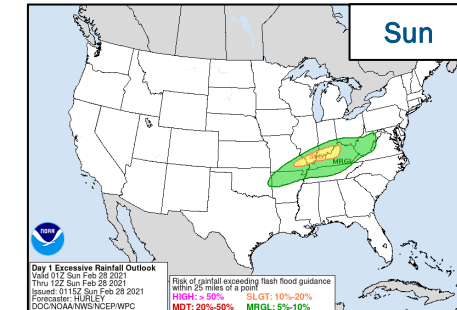 Sun
SLGT
MRGL
NOAA
Day 1 Excessive Rainfall Outlook
Valid 01Z Sun Feb 28 2021
Thru 12Z Sun Feb 28 2021
Issued: 0115Z Sun Feb 28 2021
Forecaster: HURLEY
DOC/NOAA/NWS/NCEP/WPC
Risk of rainfall exceeding flash flood guidance
within 25 miles of a point
HIGH: > 50% SLGT: 10%-20%
MDT: 20%-50% MRGL: 5%-10%